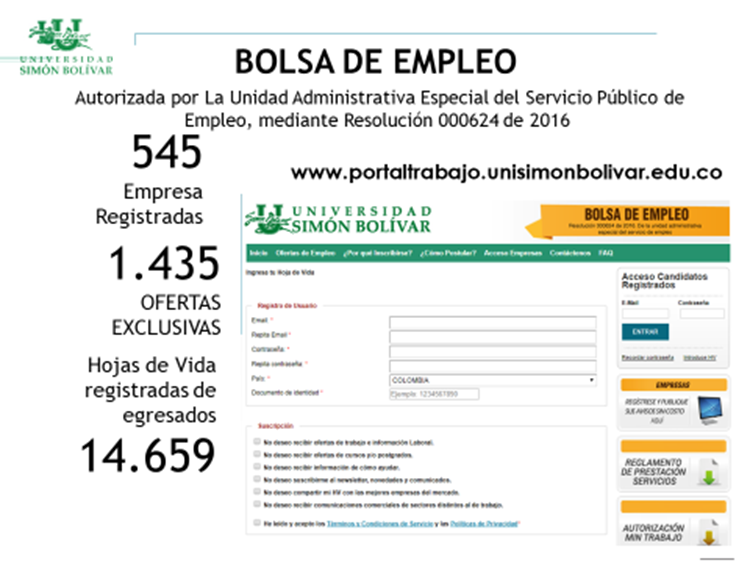 UNIVERSIDAD
SIMÓN BOLÍVAR
BOLSA DE EMPLEO
Autorizada por La Unidad Administrativa Especial del Servicio Público de
Empleo, mediante Resolución 000624 de 2016
545
Empresa
Registradas
1.435
OFERTAS
EXCLUSIVAS
Hojas de Vida
registradas de
egresados
14.659
www.portaltrabajo.unisimonbolivar.edu.co
UNIVERSIDAD
SIMÓN BOLÍVAR
BOLSA DE EMPLEO
Resolución 000624 de 2016. De la unidad administrativa
especial del servicio de empleo
Inicio Ofertas de Empleo ¿Por qué Inscribirse? ¿Cómo Postular? Acceso Empresas Contáctenos FAQ
Ingresa tu Hoja de Vida
Registro de Usuario
Email: *
Repita Email *
Contraseña: *
Repita contraseña: *
País: * COLOMBIA
Documento de identidad * Ejemplo: 1234567890
Suscripción
No deseo recibir ofertas de trabajo e información Laboral.
No deseo recibir ofertas de cursos y/o postgrados.
No deseo recibir información de cómo ayudar.
No deseo suscribirme al newsletter, novedades y comunicados.
No deseo compartir mi HV con las mejores empresas del mercado.
No deseo recibir comunicaciones comerciales de sectores distintos al de trabajo.
He leído y acepto los Términos y Condiciones de Servicio y las Políticas de Privacidad*
Acceso Candidatos
Registrados
E-Mail Contraseña
ENTRAR
Recordar contraseña Introduce HV
EMPRESAS
REGÍSTRESE Y PUBLIQUE
SUS AVISOS SIN COSTO
AQUÍ
REGLAMENTO
DE PRESTACIÓN
SERVICIOS
AUTORIZACIÓN
MIN TRABAJO